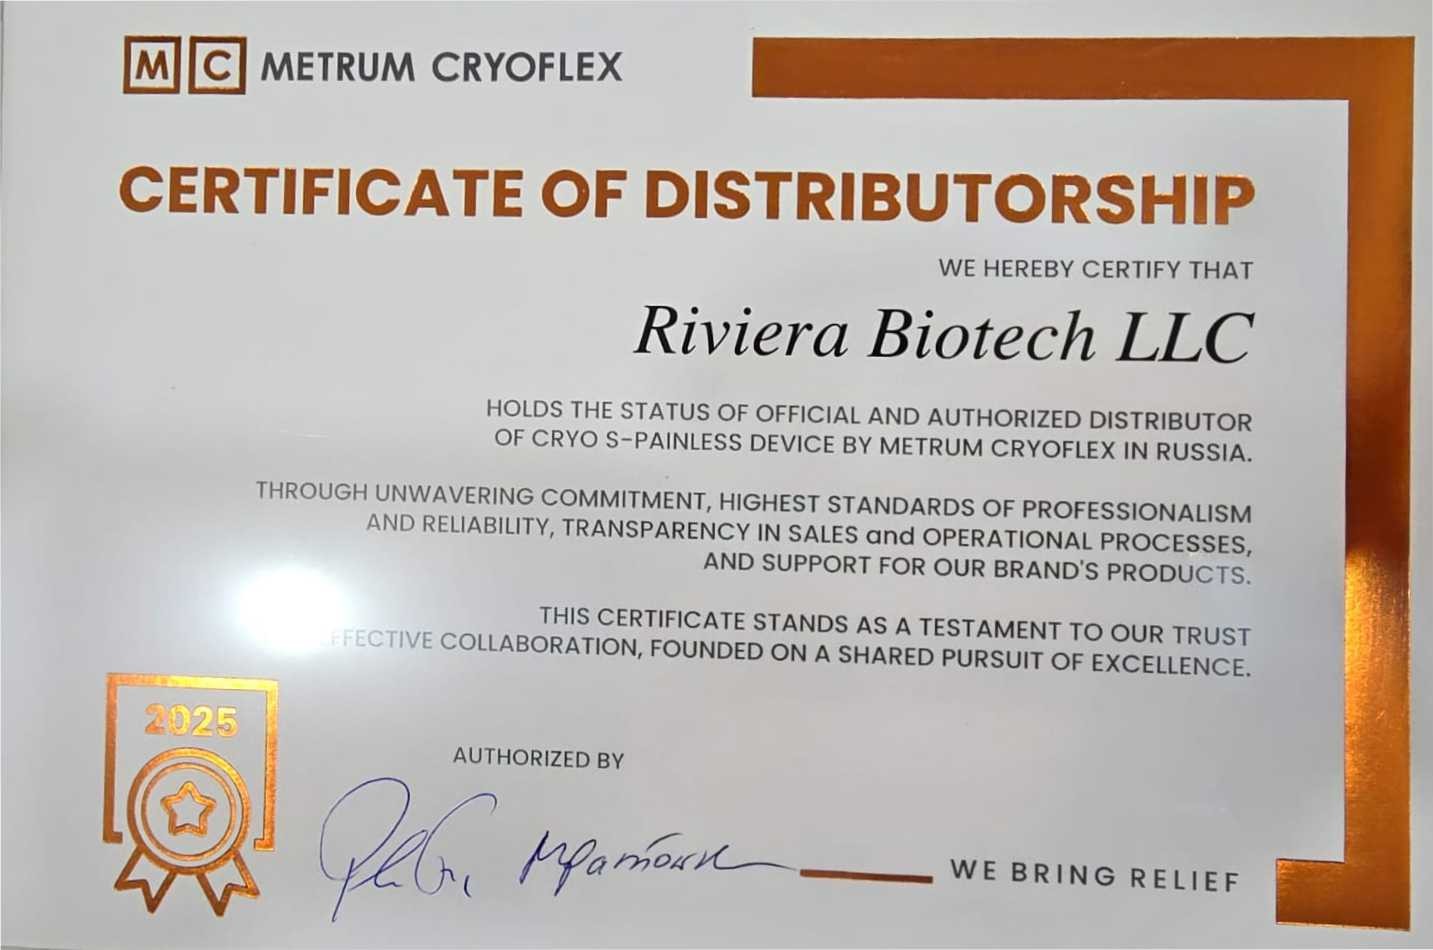 MC METRUM CRYOFLEX
CERTIFICATE OF DISTRIBUTORSHIP
WE HEREBY CERTIFY THAT
Riviera Biotech LLC
HOLDS THE STATUS OF OFFICIAL AND AUTHORIZED DISTRIBUTOR
OF CRYO S-PAINLESS DEVICE BY METRUM CRYOFLEX IN RUSSIA.
THROUGH UNWAVERING COMMITMENT, HIGHEST STANDARDS OF PROFESSIONALISM
AND RELIABILITY, TRANSPARENCY IN SALES and OPERATIONAL PROCESSES,
AND SUPPORT FOR OUR BRAND'S PRODUCTS.
THIS CERTIFICATE STANDS AS A TESTAMENT TO OUR TRUST
COLLABORATION, FOUNDED ON A SHARED PURSUIT OF EXCELLENCE.
2025
AUTHORIZED BY
WE BRING RELIEF